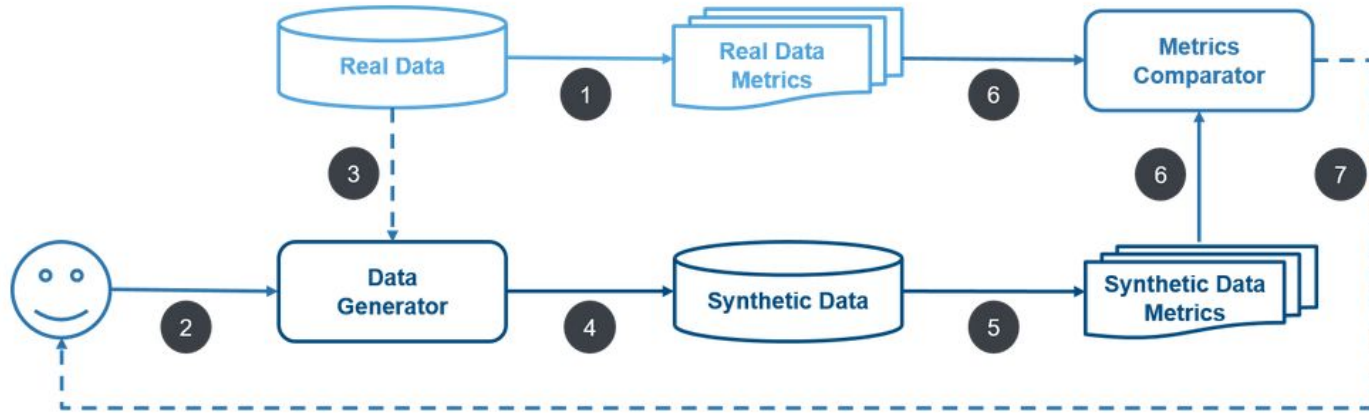 Real Data
1
Real Data
Metrics
6
Metrics
Comparator
3
6
7
2
Data
Generator
4
Synthetic Data
5
Synthetic Data
Metrics